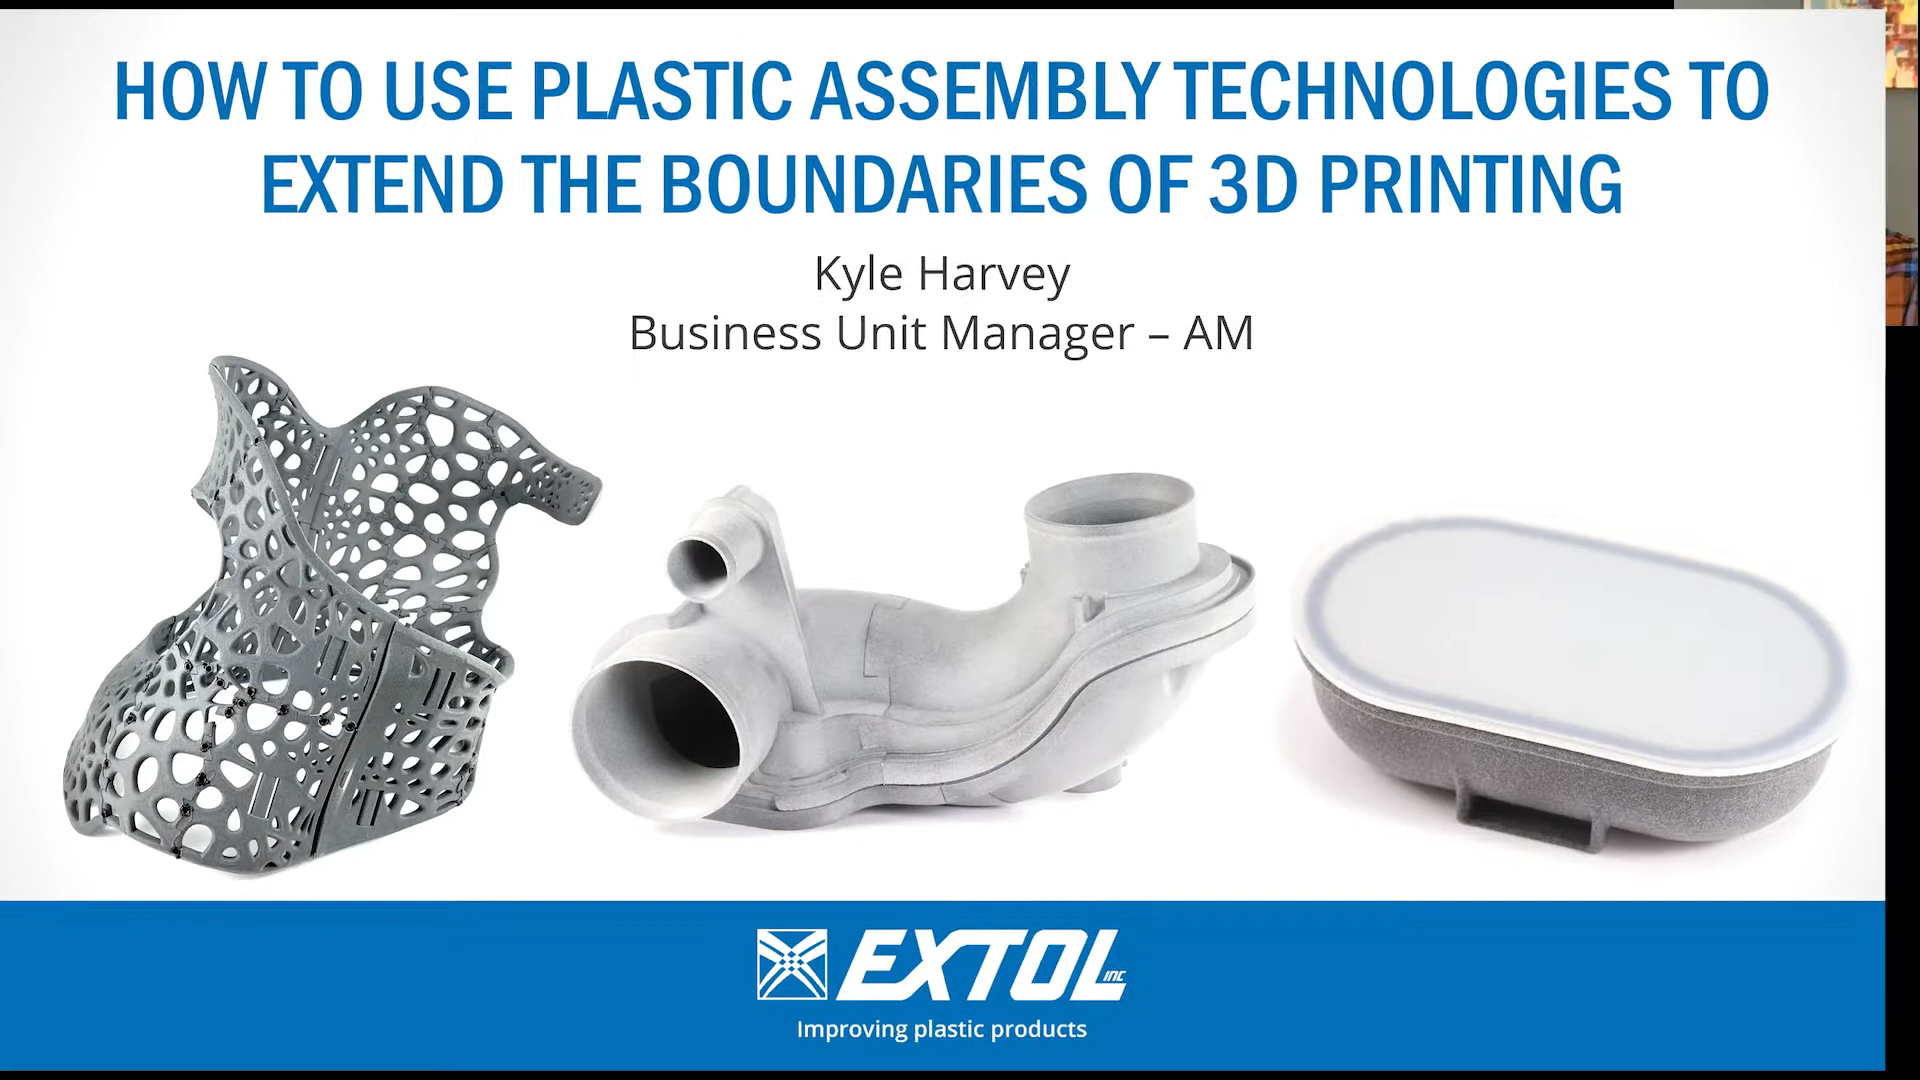 HOW TO USE PLASTIC ASSEMBLY TECHNOLOGIES TO
EXTEND THE BOUNDARIES OF 3D PRINTING
Kyle Harvey
Business Unit Manager – AM
EXTOL INC
Improving plastic products